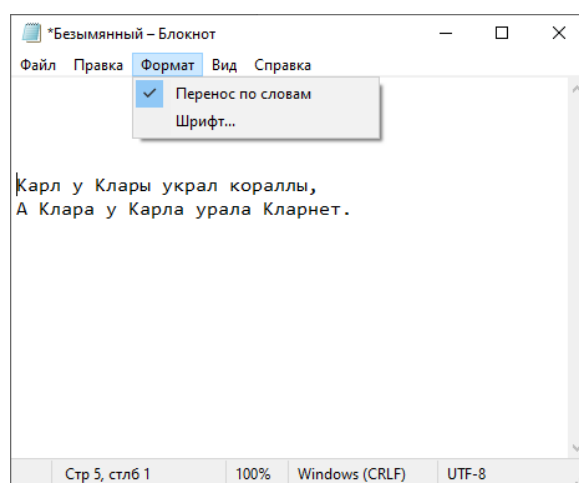 *Безымянный – Блокнот
Файл Правка Формат Вид Справка
Перенос по словам
Шрифт...
Карл у Клары украл кораллы,
А Клара у Карла урала Кларнет.
Стр 5, стлб 1 100% Windows (CRLF) UTF-8